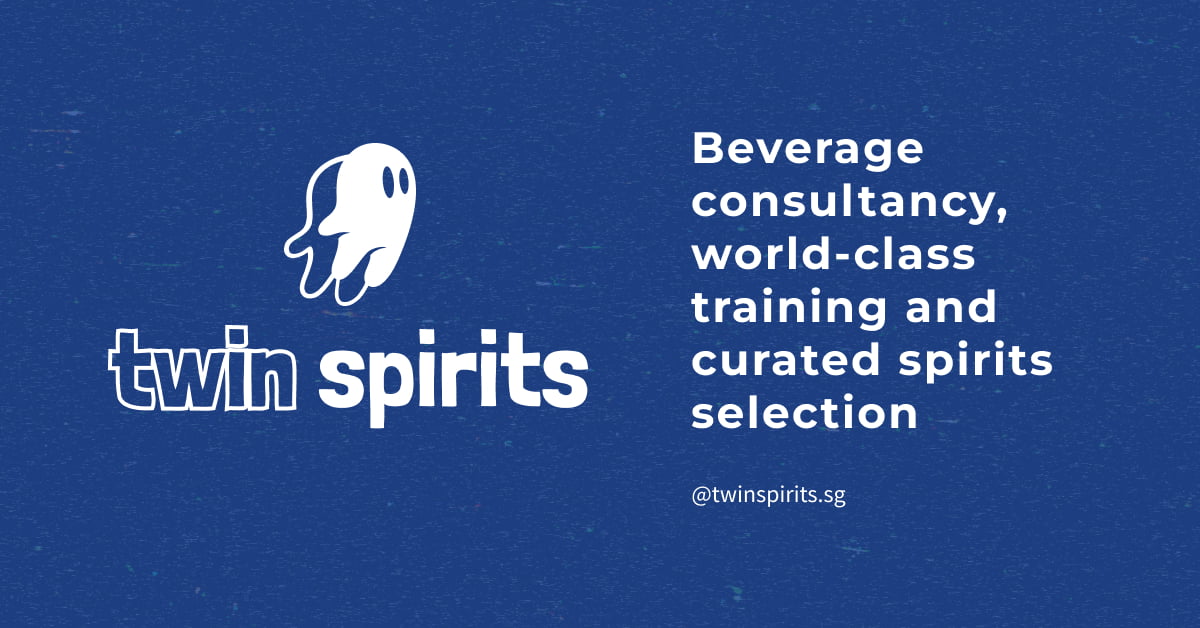 twin spirits
Beverage
consultancy,
world-class
training and
curated spirits
selection
@twinspirits.sg